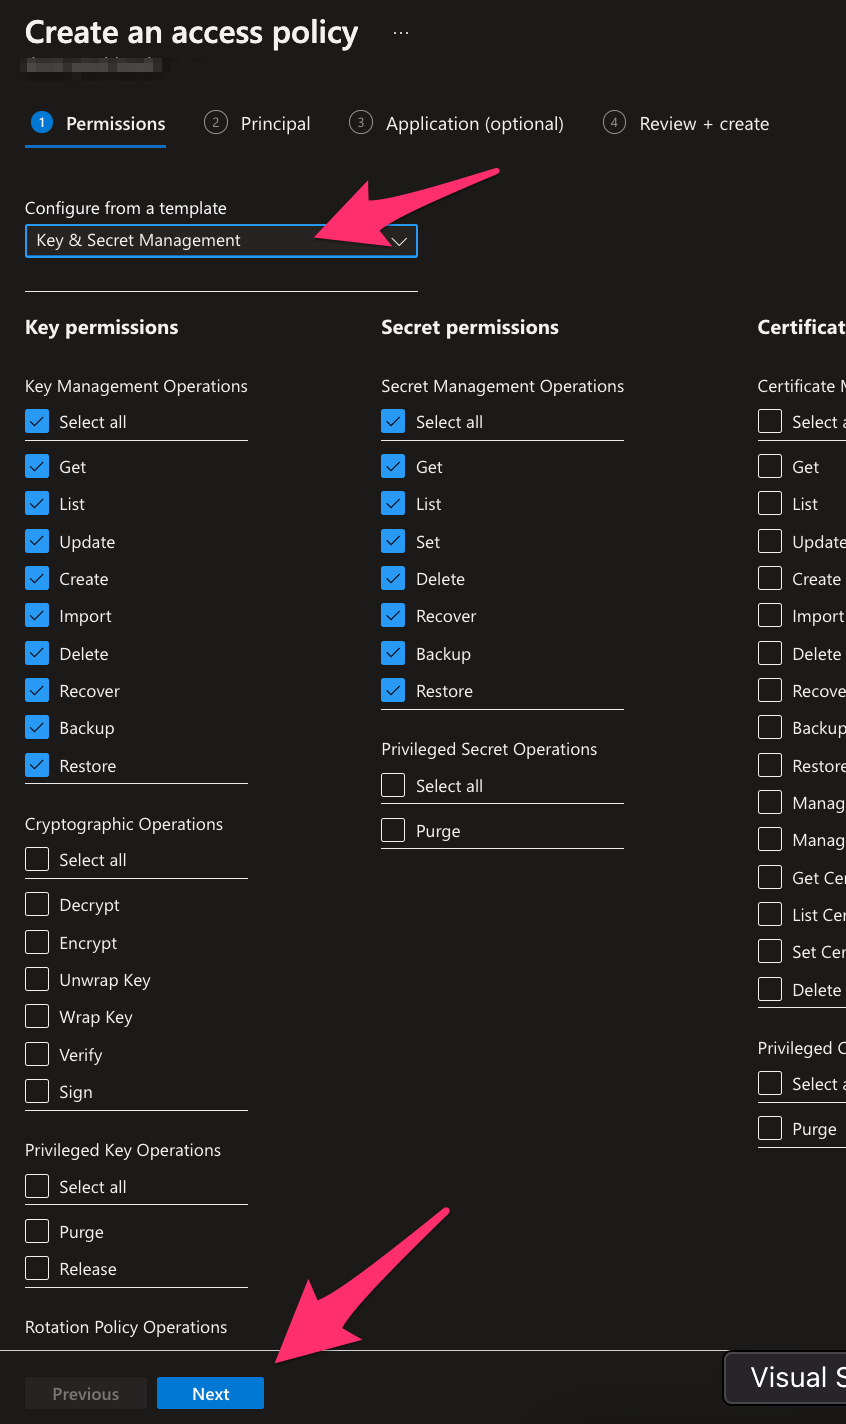 Create an access policy ...
1 Permissions 2 Principal 3 Application (optional) 4 Review + create
Configure from a template
Key & Secret Management
Key permissions
Key Management Operations
Select all
Get
List
Update
Create
Import
Delete
Recover
Backup
Restore
Cryptographic Operations
Select all
Decrypt
Encrypt
Unwrap Key
Wrap Key
Verify
Sign
Privileged Key Operations
Select all
Purge
Release
Rotation Policy Operations
Secret permissions
Secret Management Operations
Select all
Get
List
Set
Delete
Recover
Backup
Restore
Privileged Secret Operations
Select all
Purge
Certificat
Certificate M
Select a
Get
List
Update
Create
Import
Delete
Recove
Backup
Restore
Manag
Manag
Get Cer
List Cer
Set Cer
Delete
Privileged C
Select a
Purge
Previous Next
Visual S